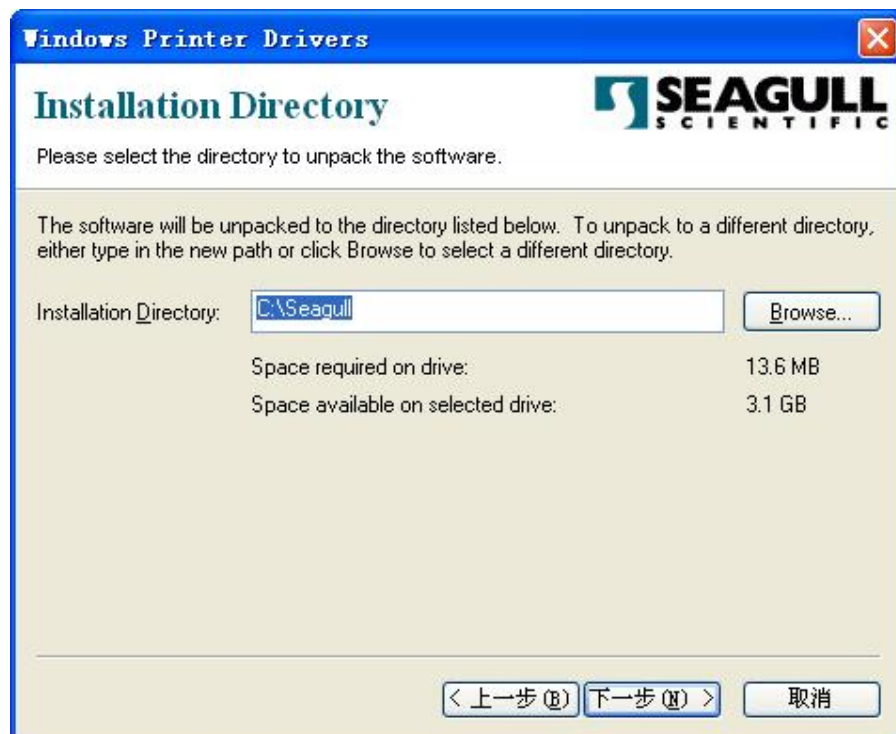 Windows Printer Drivers
Installation Directory
SEAGULL
SCIENTIFIC
Please select the directory to unpack the software.
The software will be unpacked to the directory listed below. To unpack to a different directory,
either type in the new path or click Browse to select a different directory.
Installation Directory: C:\Seagull Browse...
Space required on drive: 13.6 MB
Space available on selected drive: 3.1 GB
< 上一步(B) 下一步(N) > 取消